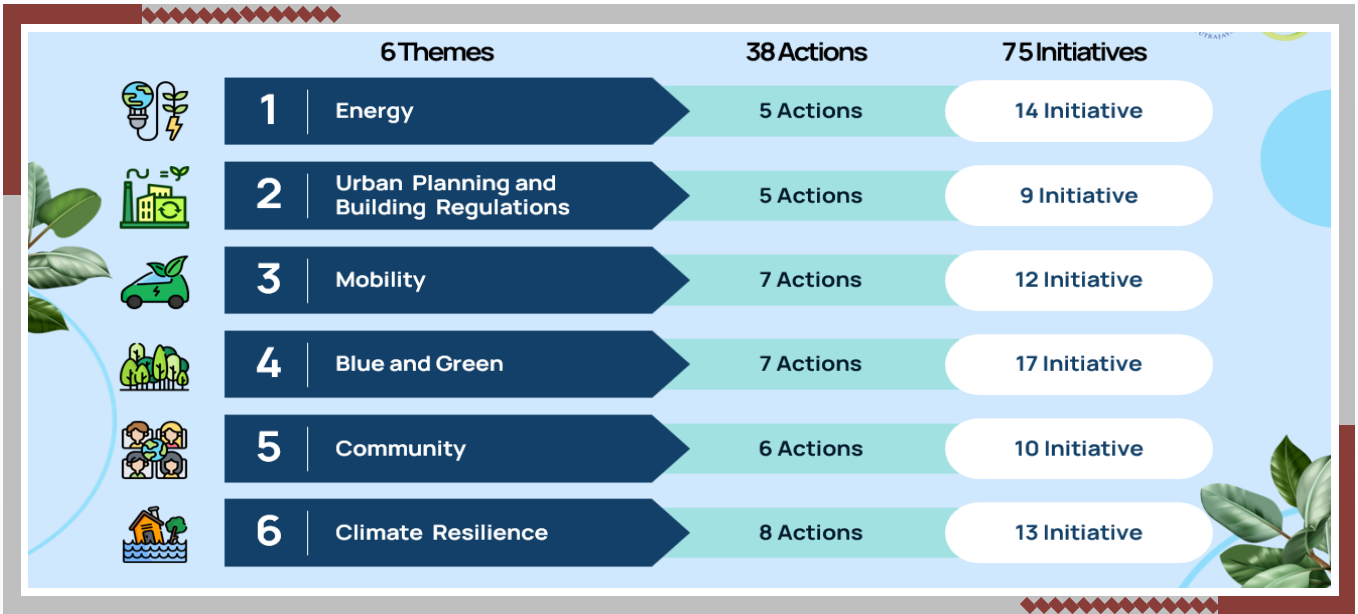 6 Themes 38 Actions 75 Initiatives
1 Energy 5 Actions 14 Initiative
2 Urban Planning and
Building Regulations 5 Actions 9 Initiative
3 Mobility 7 Actions 12 Initiative
4 Blue and Green 7 Actions 17 Initiative
5 Community 6 Actions 10 Initiative
6 Climate Resilience 8 Actions 13 Initiative